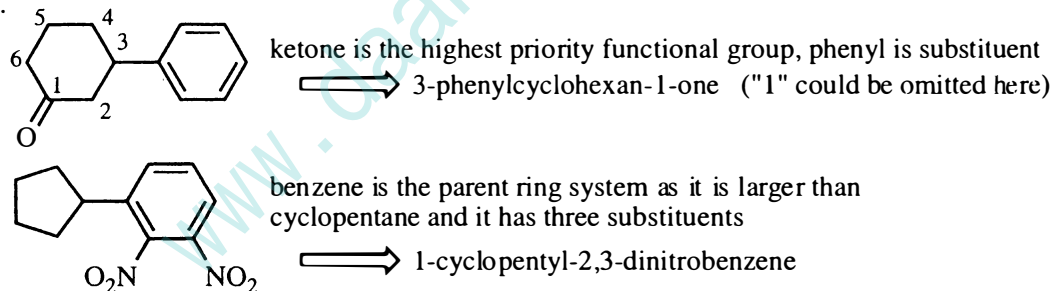 .
5 4
6 3
ketone is the highest priority functional group, phenyl is substituent
1
3-phenylcyclohexan-1-one ("1" could be omitted here)
2
O
benzene is the parent ring system as it is larger than
cyclopentane and it has three substituents
O₂N NO₂
1-cyclopentyl-2,3-dinitrobenzene
www.daa